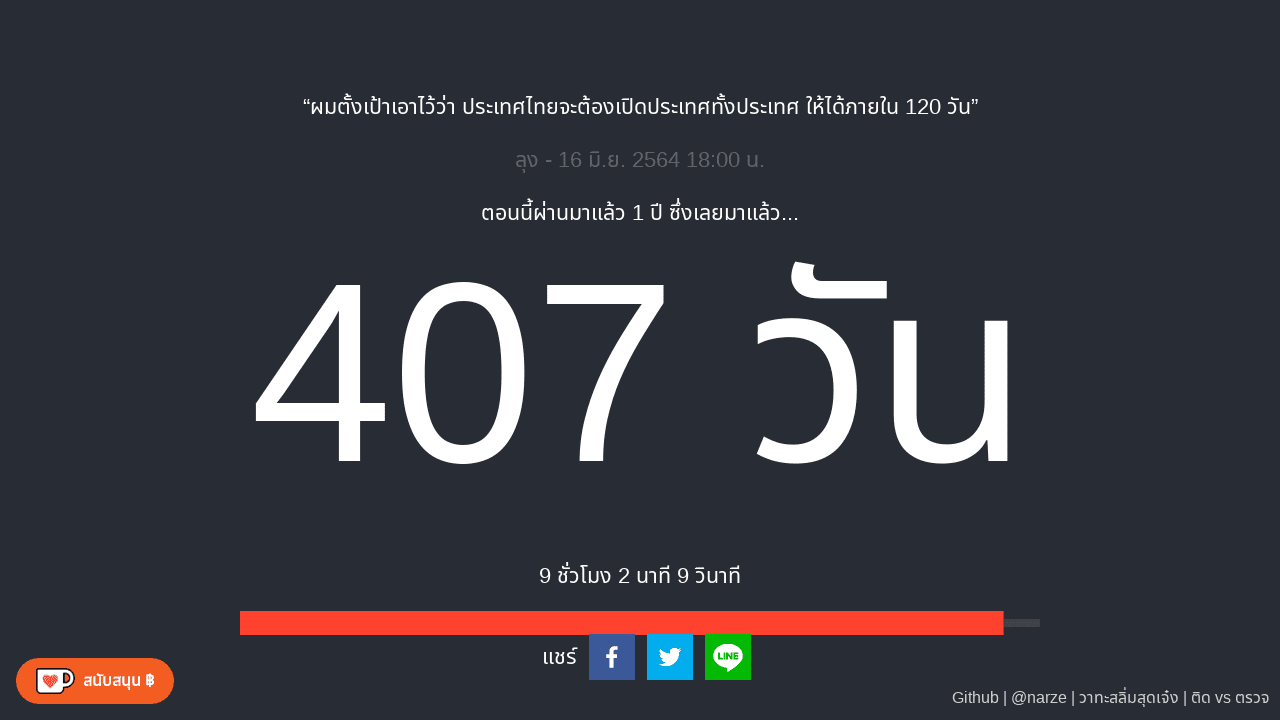 “ผมตั้งเป้าเอาไว้ว่า ประเทศไทยจะต้องเปิดประเทศทั้งประเทศ ให้ได้ภายใน 120 วัน”
ลุง - 16 มิ.ย. 2564 18:00 น.
ตอนนี้ผ่านมาแล้ว 1 ปี ซึ่งเลยมาแล้ว...
407 วัน
9 ชั่วโมง 2 นาที 9 วินาที
แชร์
LINE
สนับสนุน ฿
Github | @narze | วาทะสลิ่มสุดเจ๋ง | ติด vs ตรวจ